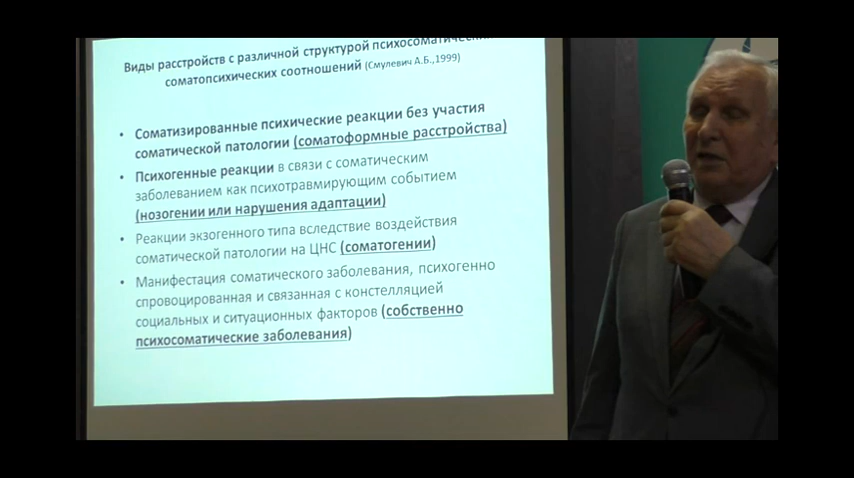 Виды расстройств с различной структурой
соматопсихических соотношений (Смулевич А.Б.,1999)
• Соматизированные психические реакции без участия
соматической патологии (соматоформные расстройства)
• Психогенные реакции в связи с соматическим
заболеванием как психотравмирующим событием
(нозогении или нарушения адаптации)
• Реакции экзогенного типа вследствие воздействия
соматической патологии на ЦНС (соматогении)
• Манифестация соматического заболевания, психогенно
спровоцированная и связанная с констелляцией
социальных и ситуационных факторов (собственно
психосоматические заболевания)